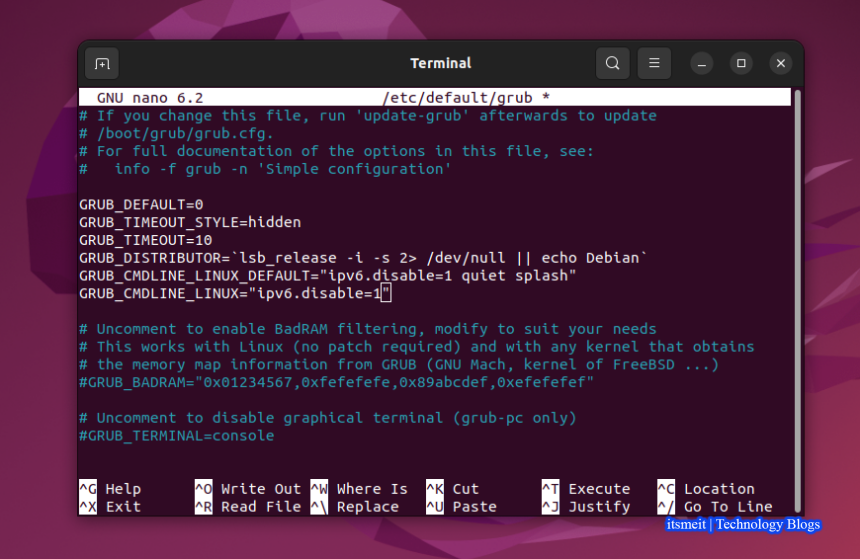 Terminal
GNU nano 6.2 /etc/default/grub *
# If you change this file, run 'update-grub' afterwards to update
# /boot/grub/grub.cfg.
# For full documentation of the options in this file, see:
#   info -f grub -n 'Simple configuration'
GRUB_DEFAULT=0
GRUB_TIMEOUT_STYLE=hidden
GRUB_TIMEOUT=10
GRUB_DISTRIBUTOR=`lsb_release -i -s 2> /dev/null || echo Debian`
GRUB_CMDLINE_LINUX_DEFAULT="ipv6.disable=1 quiet splash"
GRUB_CMDLINE_LINUX="ipv6.disable=1"
# Uncomment to enable BadRAM filtering, modify to suit your needs
# This works with Linux (no patch required) and with any kernel that obtains
# the memory map information from GRUB (GNU Mach, kernel of FreeBSD ...)
#GRUB_BADRAM="0x01234567,0xfefefefe,0x89abcdef,0xefefefef"
# Uncomment to disable graphical terminal (grub-pc only)
#GRUB_TERMINAL=console
^G Help ^O Write Out ^W Where Is ^K Cut ^T Execute ^C Location
^X Exit ^R Read File ^\ Replace ^U Paste ^J Justify ^/ Go To Line
itsmeit | Technology Blogs